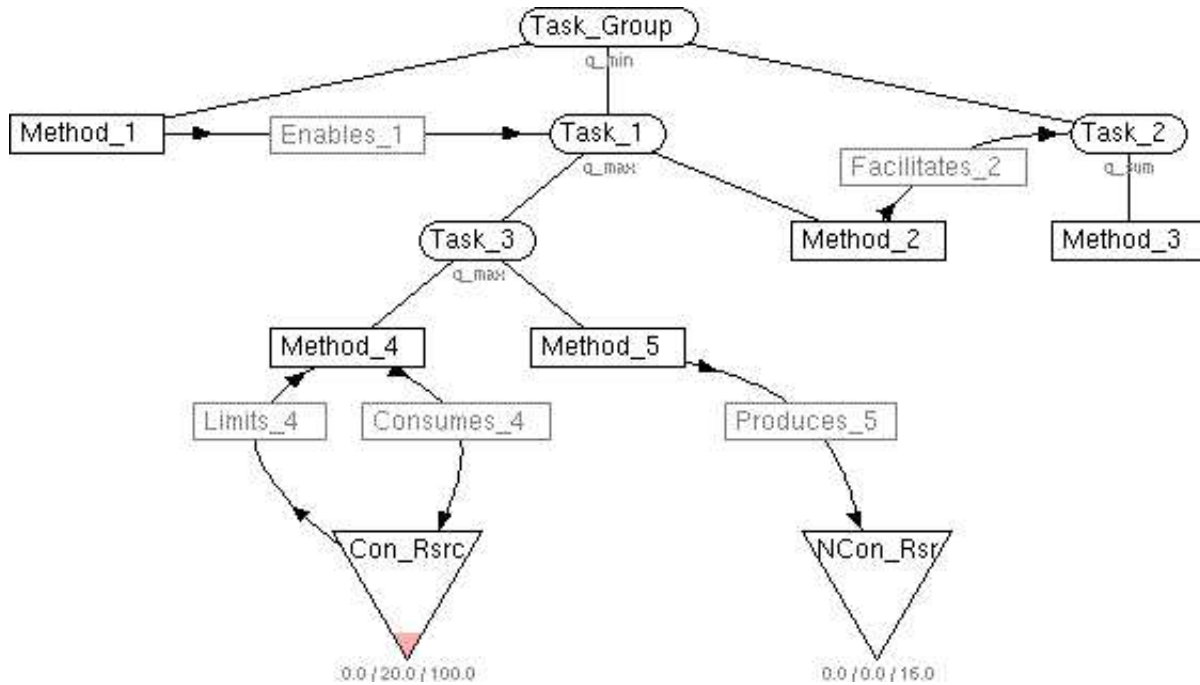 Task_Group
q_min
Method_1
Enables_1
Task_1
q_max
Task_2
q_sum
Facilitates_2
Task_3
q_max
Method_2
Method_3
Method_4
Method_5
Limits_4
Consumes_4
Produces_5
Con_Rsrc
NCon_Rsr
0.0 / 20.0 / 100.0
0.0 / 0.0 / 16.0